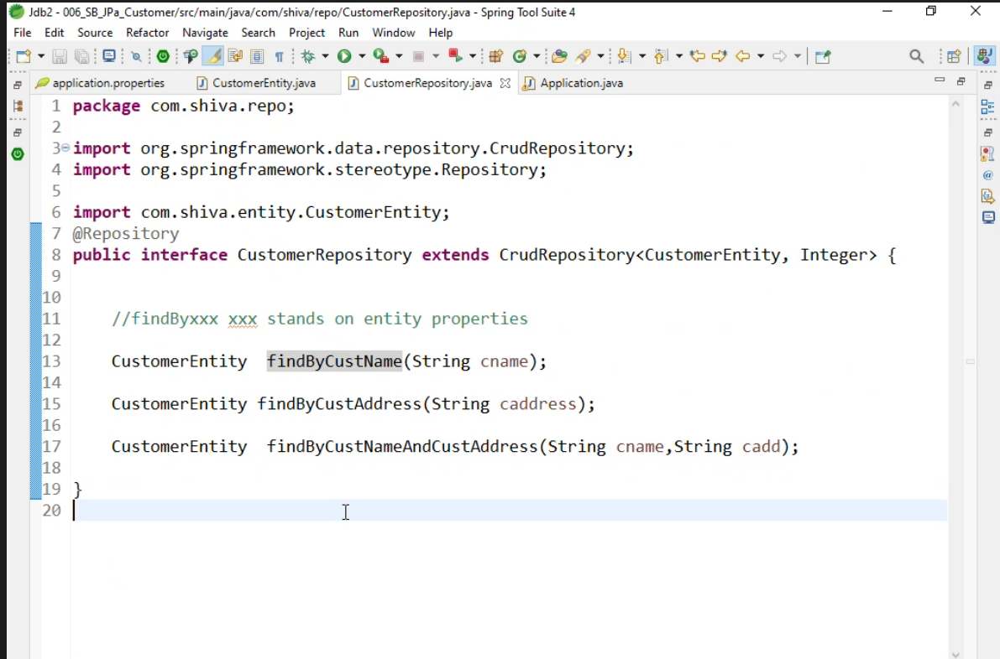 Jdb2 - 006_SB_JPa_Customer/src/main/java/com/shiva/repo/CustomerRepository.java - Spring Tool Suite 4
File Edit Source Refactor Navigate Search Project Run Window Help
application.properties CustomerEntity.java CustomerRepository.java Application.java
1 package com.shiva.repo;
2
3 import org.springframework.data.repository.CrudRepository;
4 import org.springframework.stereotype.Repository;
5
6 import com.shiva.entity.CustomerEntity;
7 @Repository
8 public interface CustomerRepository extends CrudRepository<CustomerEntity, Integer> {
9
10
11 //findByxxx xxx stands on entity properties
12
13 CustomerEntity findByCustName(String cname);
14
15 CustomerEntity findByCustAddress(String caddress);
16
17 CustomerEntity findByCustNameAndCustAddress(String cname,String cadd);
18
19 }
20